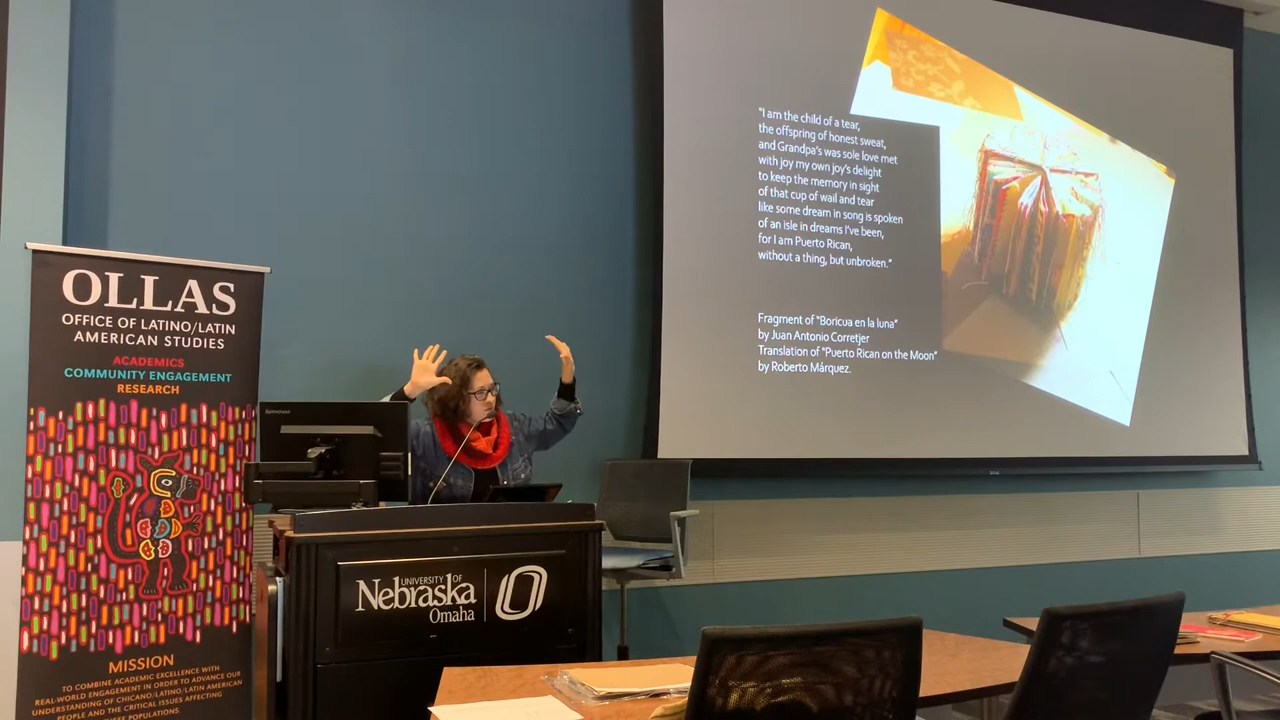 OLLAS
OFFICE OF LATINO/LATIN
AMERICAN STUDIES
ACADEMICS
COMMUNITY ENGAGEMENT
RESEARCH
MISSION
TO COMBINE ACADEMIC EXCELLENCE WITH
REAL-WORLD ENGAGEMENT IN ORDER TO ADVANCE OUR
UNDERSTANDING OF CHICANO/LATINO/LATIN AMERICAN
PEOPLE AND THE CRITICAL ISSUES AFFECTING
THESE POPULATIONS.
UNIVERSITY OF
Nebraska
Omaha
"I am the child of a tear,
the offspring of honest sweat,
and Grandpa's was sole love met
with joy my own joy's delight
to keep the memory in sight
of that cup of wail and tear
like some dream in song is spoken
of an isle in dreams I've been,
for I am Puerto Rican,
without a thing, but unbroken."
Fragment of "Boricua en la luna"
by Juan Antonio Corretjer
Translation of "Puerto Rican on the Moon"
by Roberto Márquez.